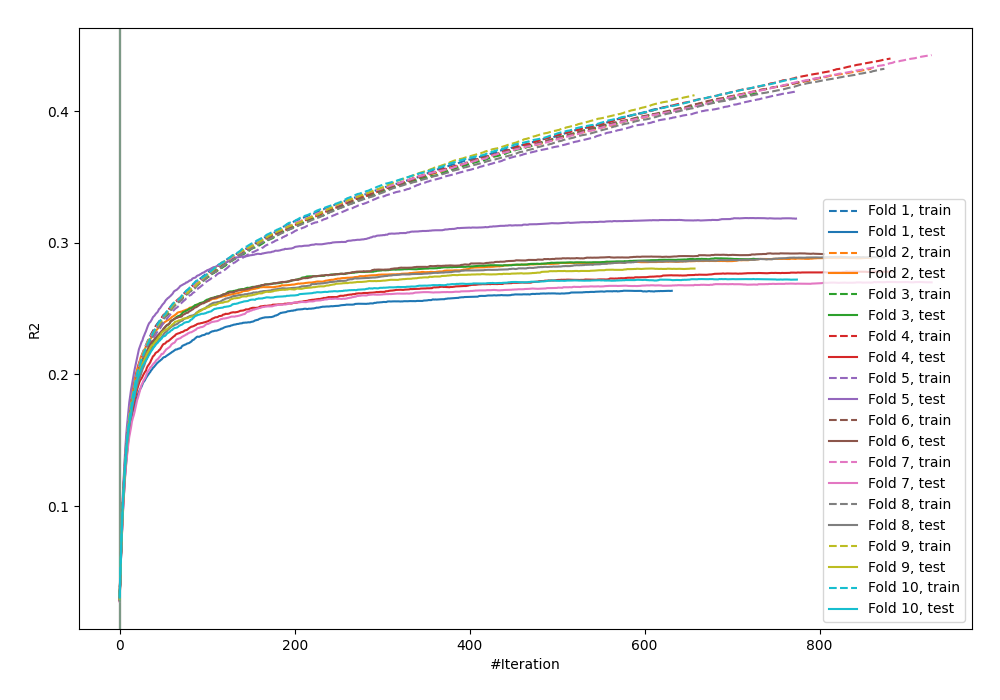 0.4
0.3
0.2
0.1
R2
0
200
400
600
800
#Iteration
Fold 1, train
Fold 1, test
Fold 2, train
Fold 2, test
Fold 3, train
Fold 3, test
Fold 4, train
Fold 4, test
Fold 5, train
Fold 5, test
Fold 6, train
Fold 6, test
Fold 7, train
Fold 7, test
Fold 8, train
Fold 8, test
Fold 9, train
Fold 9, test
Fold 10, train
Fold 10, test